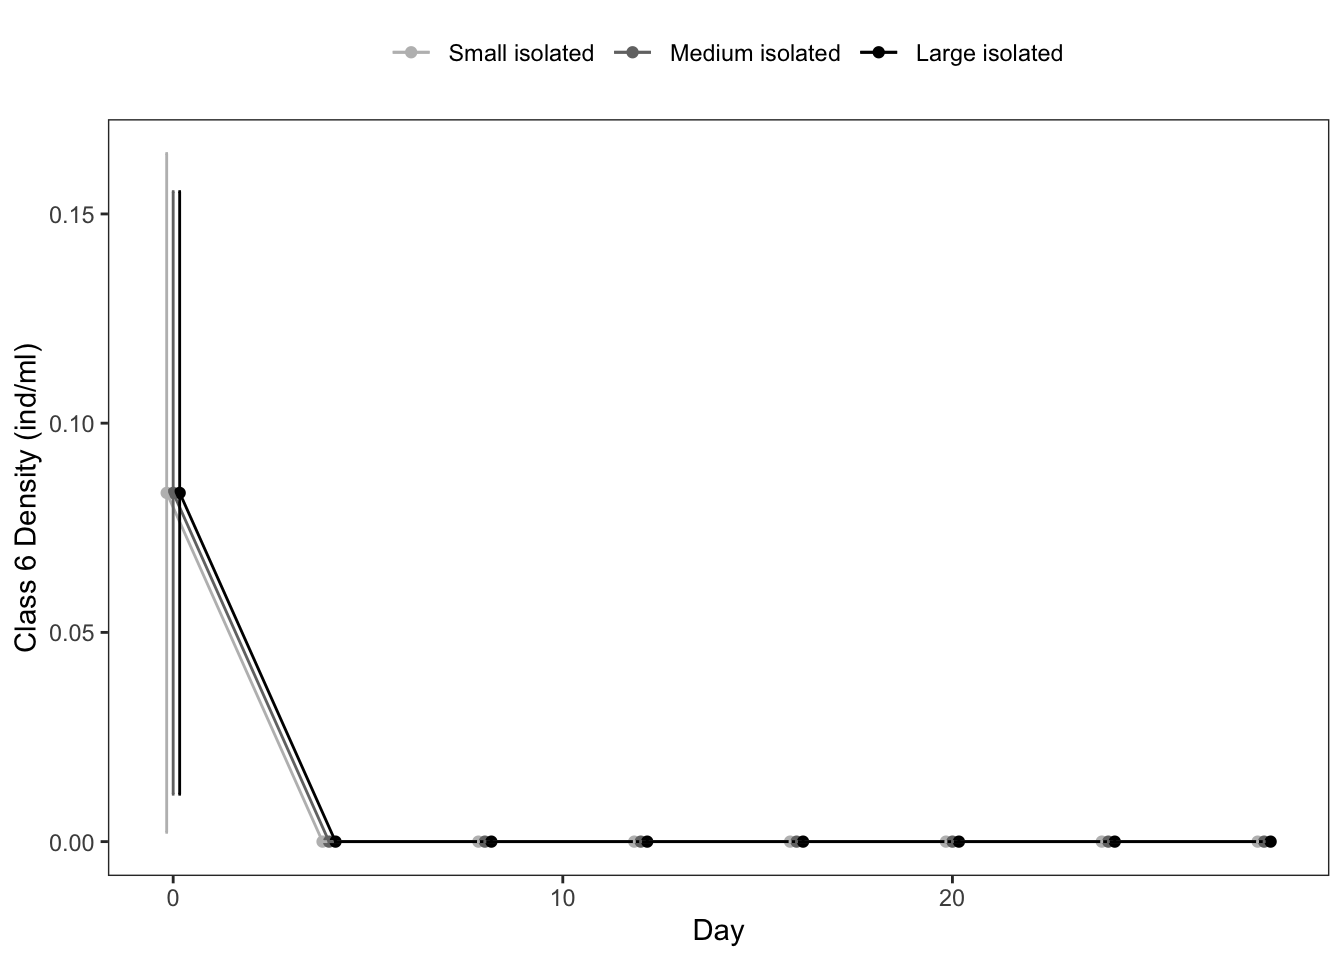 Small isolated Medium isolated Large isolated
Class 6 Density (ind/ml)
0.15
0.10
0.05
0.00
0 10 20
Day